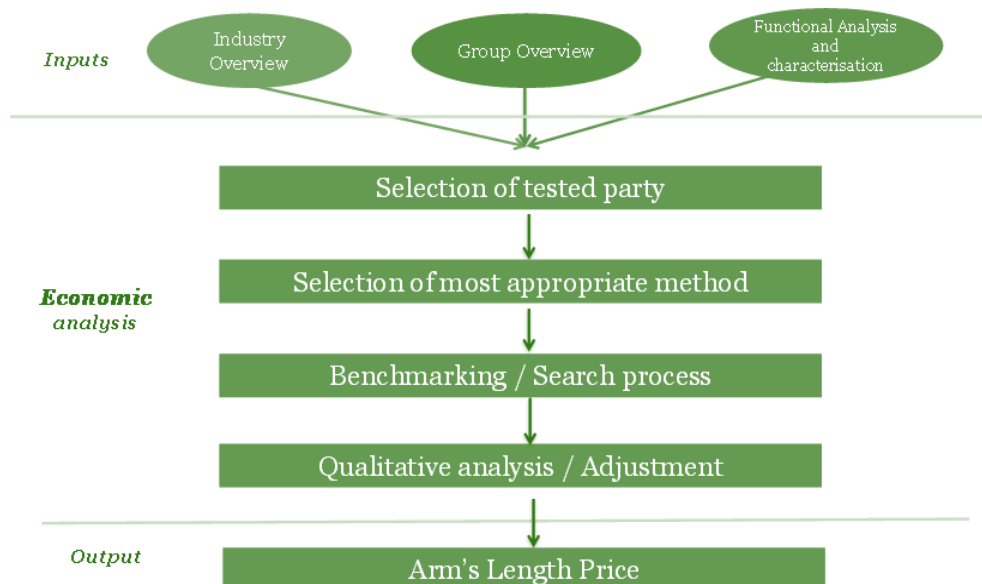 Inputs
Industry
Overview
Group Overview
Functional Analysis
and
characterisation
Selection of tested party
Economic
analysis
Selection of most appropriate method
Benchmarking / Search process
Qualitative analysis / Adjustment
Output
Arm's Length Price